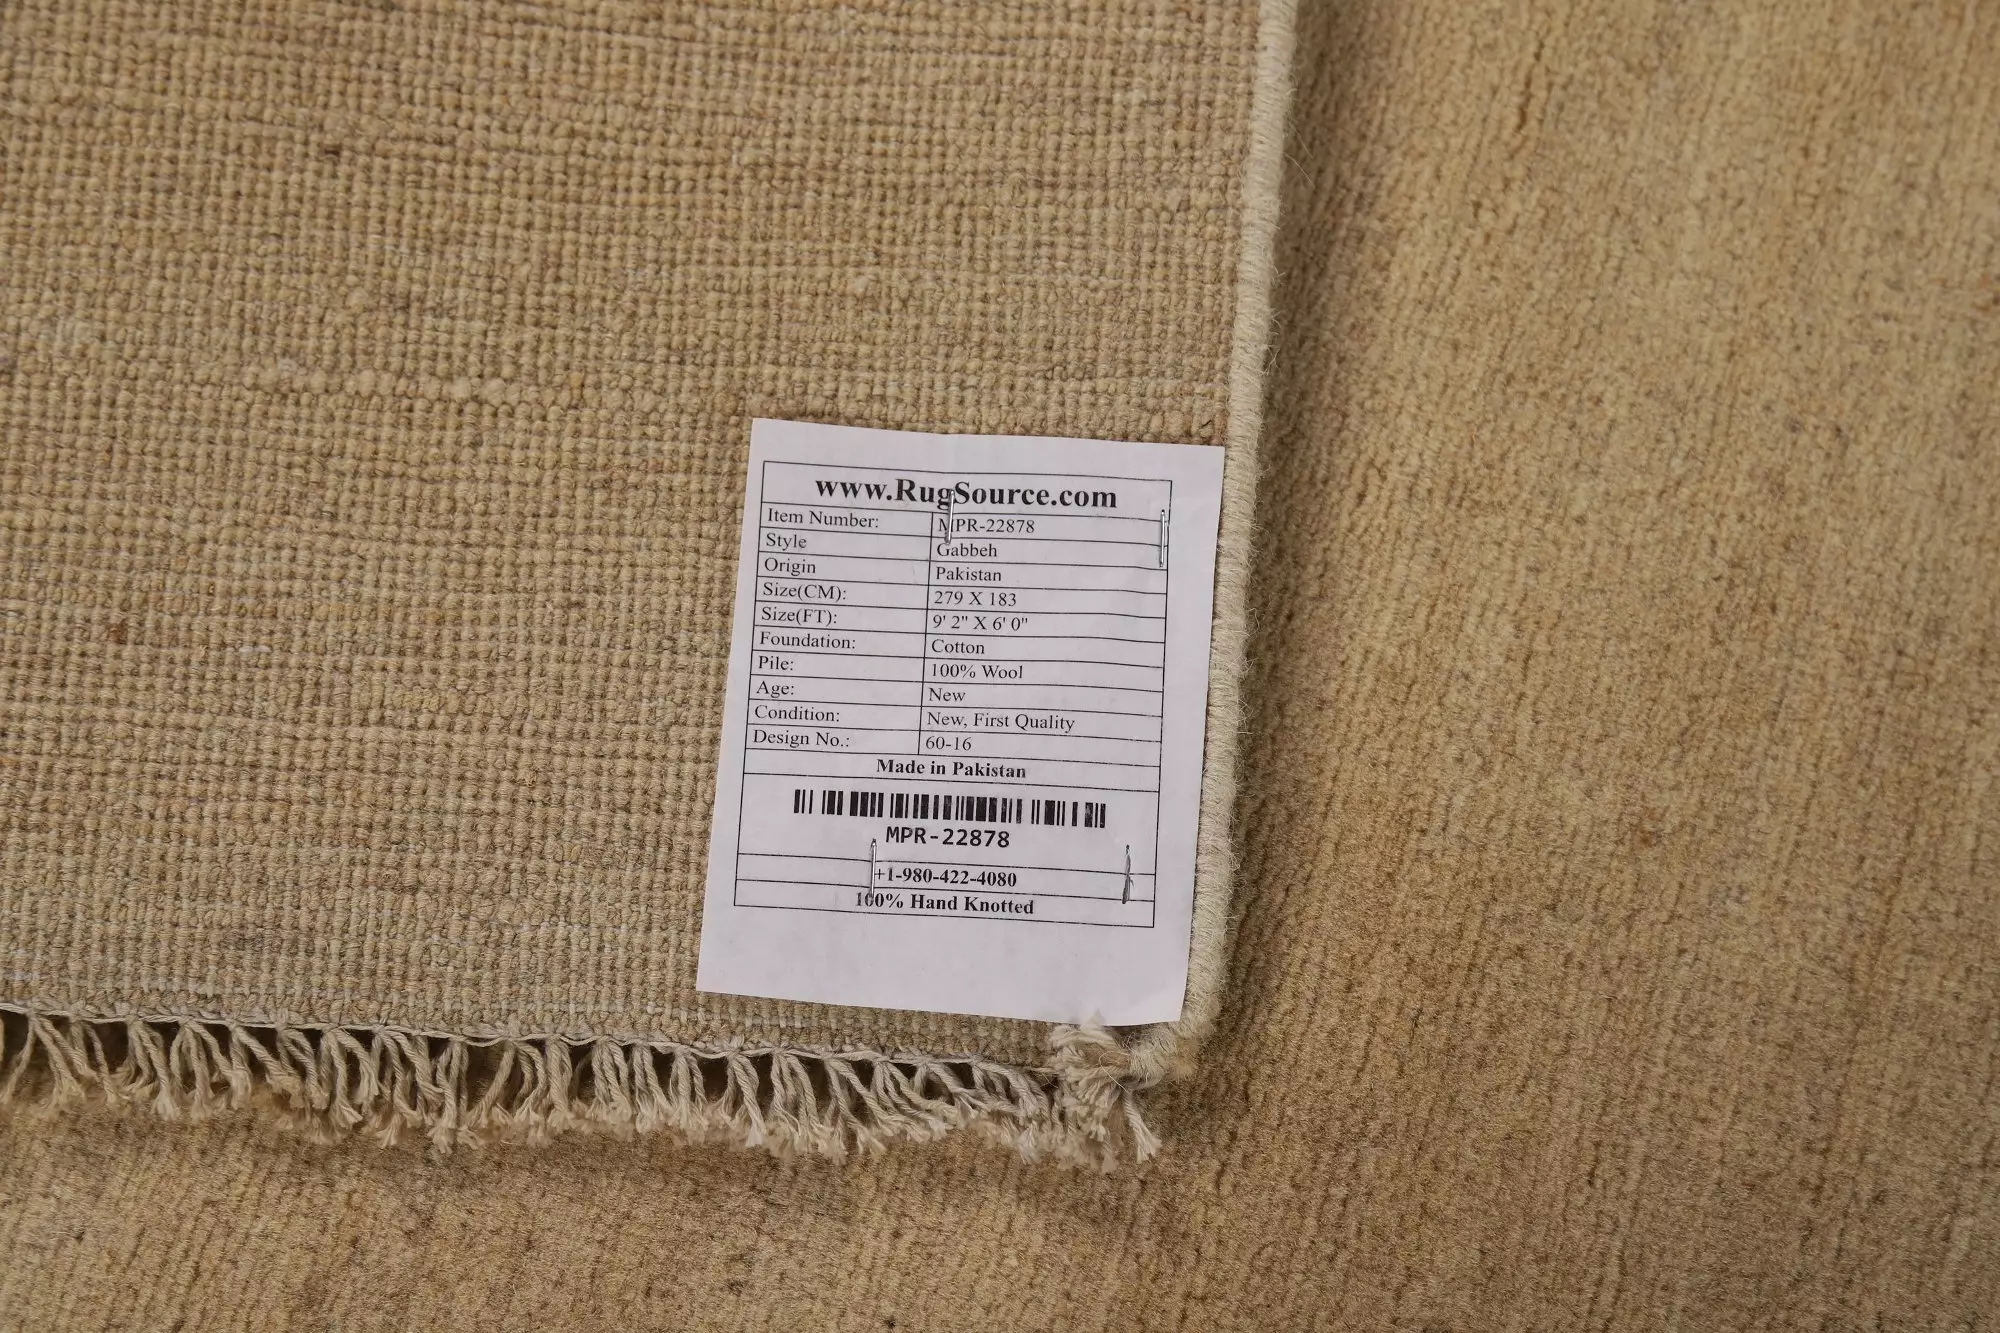 www.RugSource.com
Item Number: MPR-22878
Style Gabbeh
Origin Pakistan
Size(CM): 279 X 183
Size(FT): 9' 2" X 6' 0"
Foundation: Cotton
Pile: 100% Wool
Age: New
Condition: New, First Quality
Design No.: 60-16
Made in Pakistan
MPR-22878
+1-980-422-4080
100% Hand Knotted